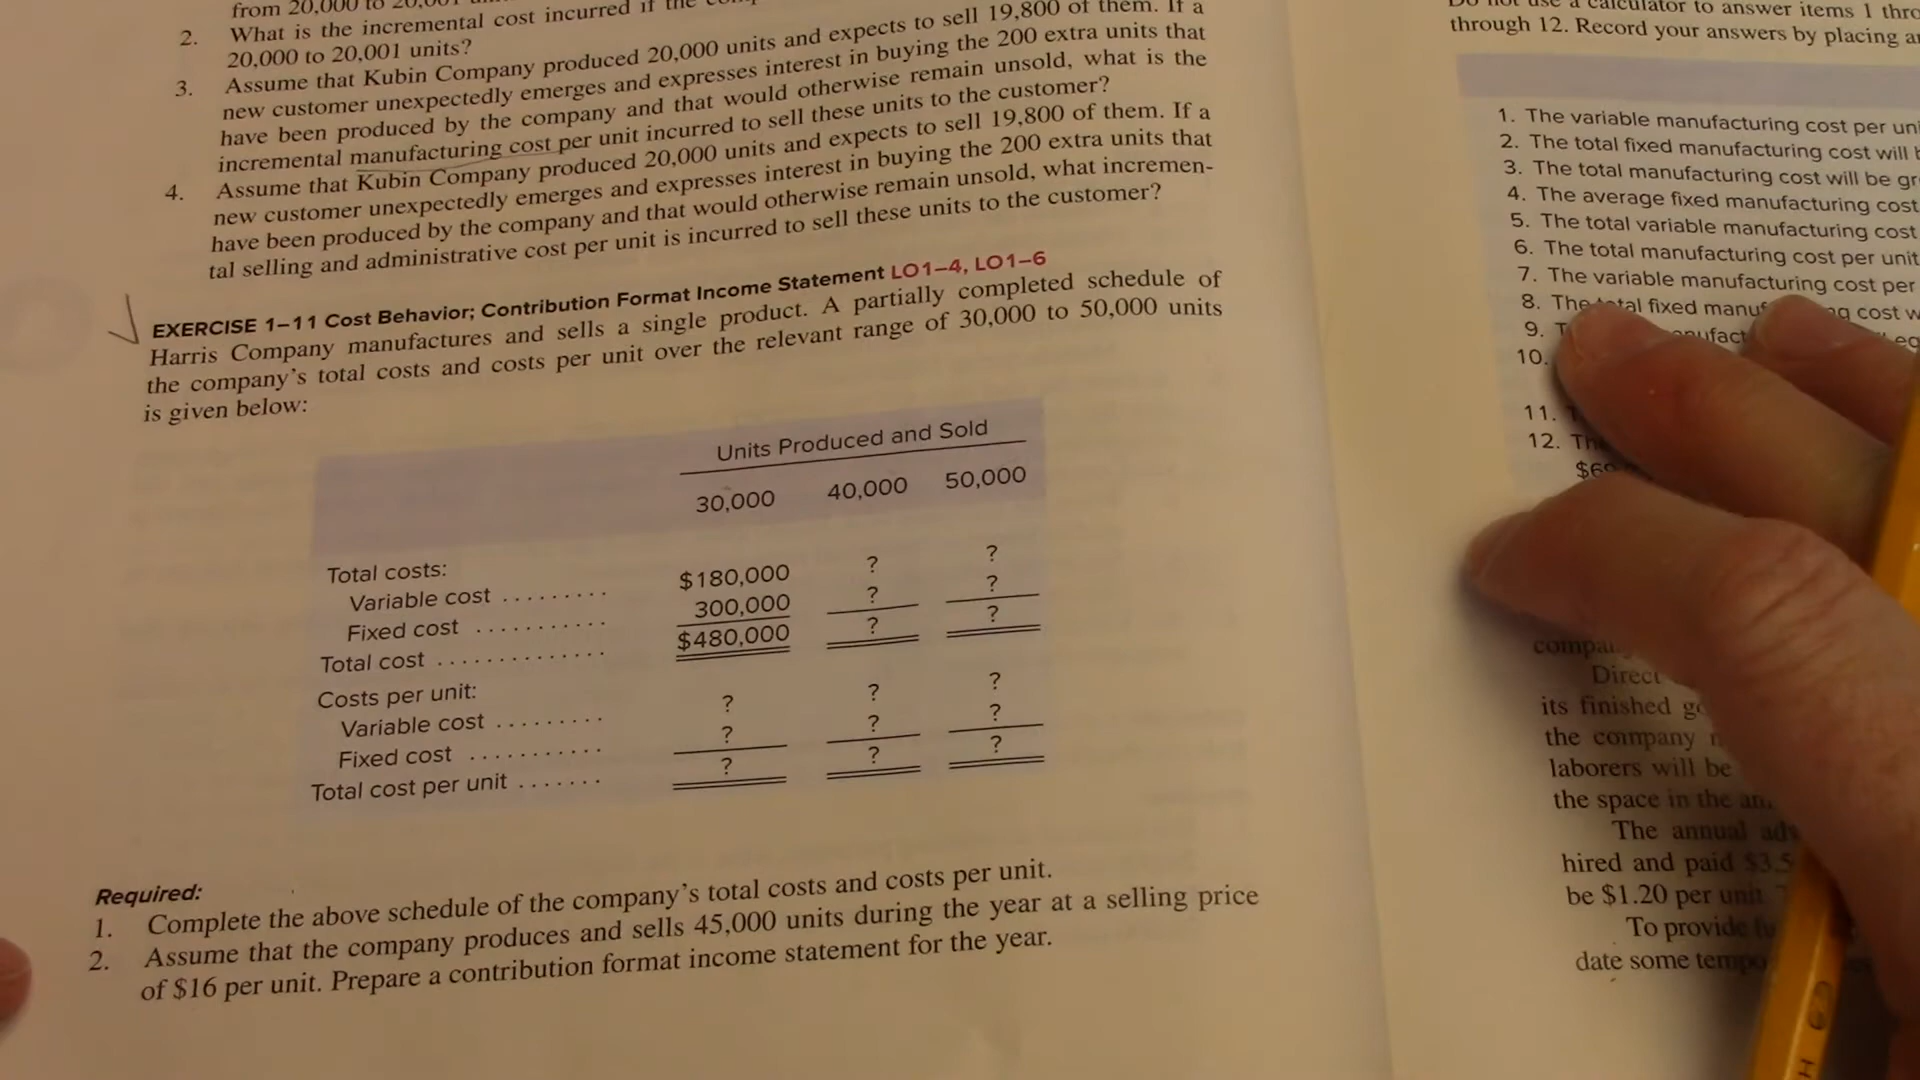 from 20,000 to 20,001
2. What is the incremental cost incurred if the
20,000 to 20,001 units?
3. Assume that Kubin Company produced 20,000 units and expects to sell 19,800 of them. If a
new customer unexpectedly emerges and expresses interest in buying the 200 extra units that
have been produced by the company and that would otherwise remain unsold, what is the
incremental manufacturing cost per unit incurred to sell these units to the customer?
4. Assume that Kubin Company produced 20,000 units and expects to sell 19,800 of them. If a
new customer unexpectedly emerges and expresses interest in buying the 200 extra units that
have been produced by the company and that would otherwise remain unsold, what incremen-
tal selling and administrative cost per unit is incurred to sell these units to the customer?
EXERCISE 1–11 Cost Behavior; Contribution Format Income Statement LO1–4, LO1–6
Harris Company manufactures and sells a single product. A partially completed schedule of
the company's total costs and costs per unit over the relevant range of 30,000 to 50,000 units
is given below:
Units Produced and Sold
30,000 40,000 50,000
Total costs:
Variable cost . . . . . . . . . $180,000 ? ?
Fixed cost . . . . . . . . . . . 300,000 ? ?
Total cost . . . . . . . . . . . . . $480,000 ? ?
Costs per unit:
Variable cost . . . . . . . . . ? ? ?
Fixed cost . . . . . . . . . . . ? ? ?
Total cost per unit . . . . . . . ? ? ?
Required:
1. Complete the above schedule of the company's total costs and costs per unit.
2. Assume that the company produces and sells 45,000 units during the year at a selling price
of $16 per unit. Prepare a contribution format income statement for the year.
Do not use a calculator to answer items 1
through 12. Record your answers by placing
1. The variable manufacturing cost per
2. The total fixed manufacturing cost will
3. The total manufacturing cost will be
4. The average fixed manufacturing cost
5. The total variable manufacturing cost
6. The total manufacturing cost per unit
7. The variable manufacturing cost per
8. The total fixed cost
9.
10.
11.
12.
Direct
its finished
the company
laborers will be
the space in the
The annual
hired and paid
be $1.20 per unit
To provide
date some
H